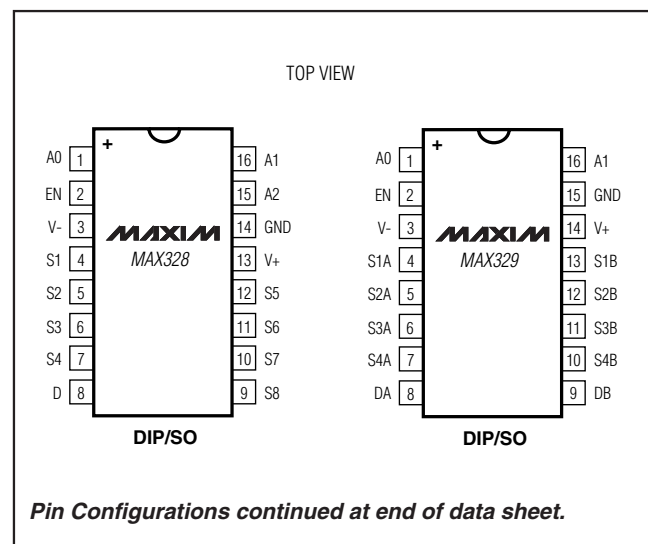 TOP VIEW
+
A0 1 16 A1
EN 2 15 A2
V- 3 14 GND
S1 4 13 V+
S2 5 12 S5
S3 6 11 S6
S4 7 10 S7
D 8 9 S8
MAXIM
MAX328
DIP/SO
+
A0 1 16 A1
EN 2 15 GND
V- 3 14 V+
S1A 4 13 S1B
S2A 5 12 S2B
S3A 6 11 S3B
S4A 7 10 S4B
DA 8 9 DB
MAXIM
MAX329
DIP/SO
Pin Configurations continued at end of data sheet.